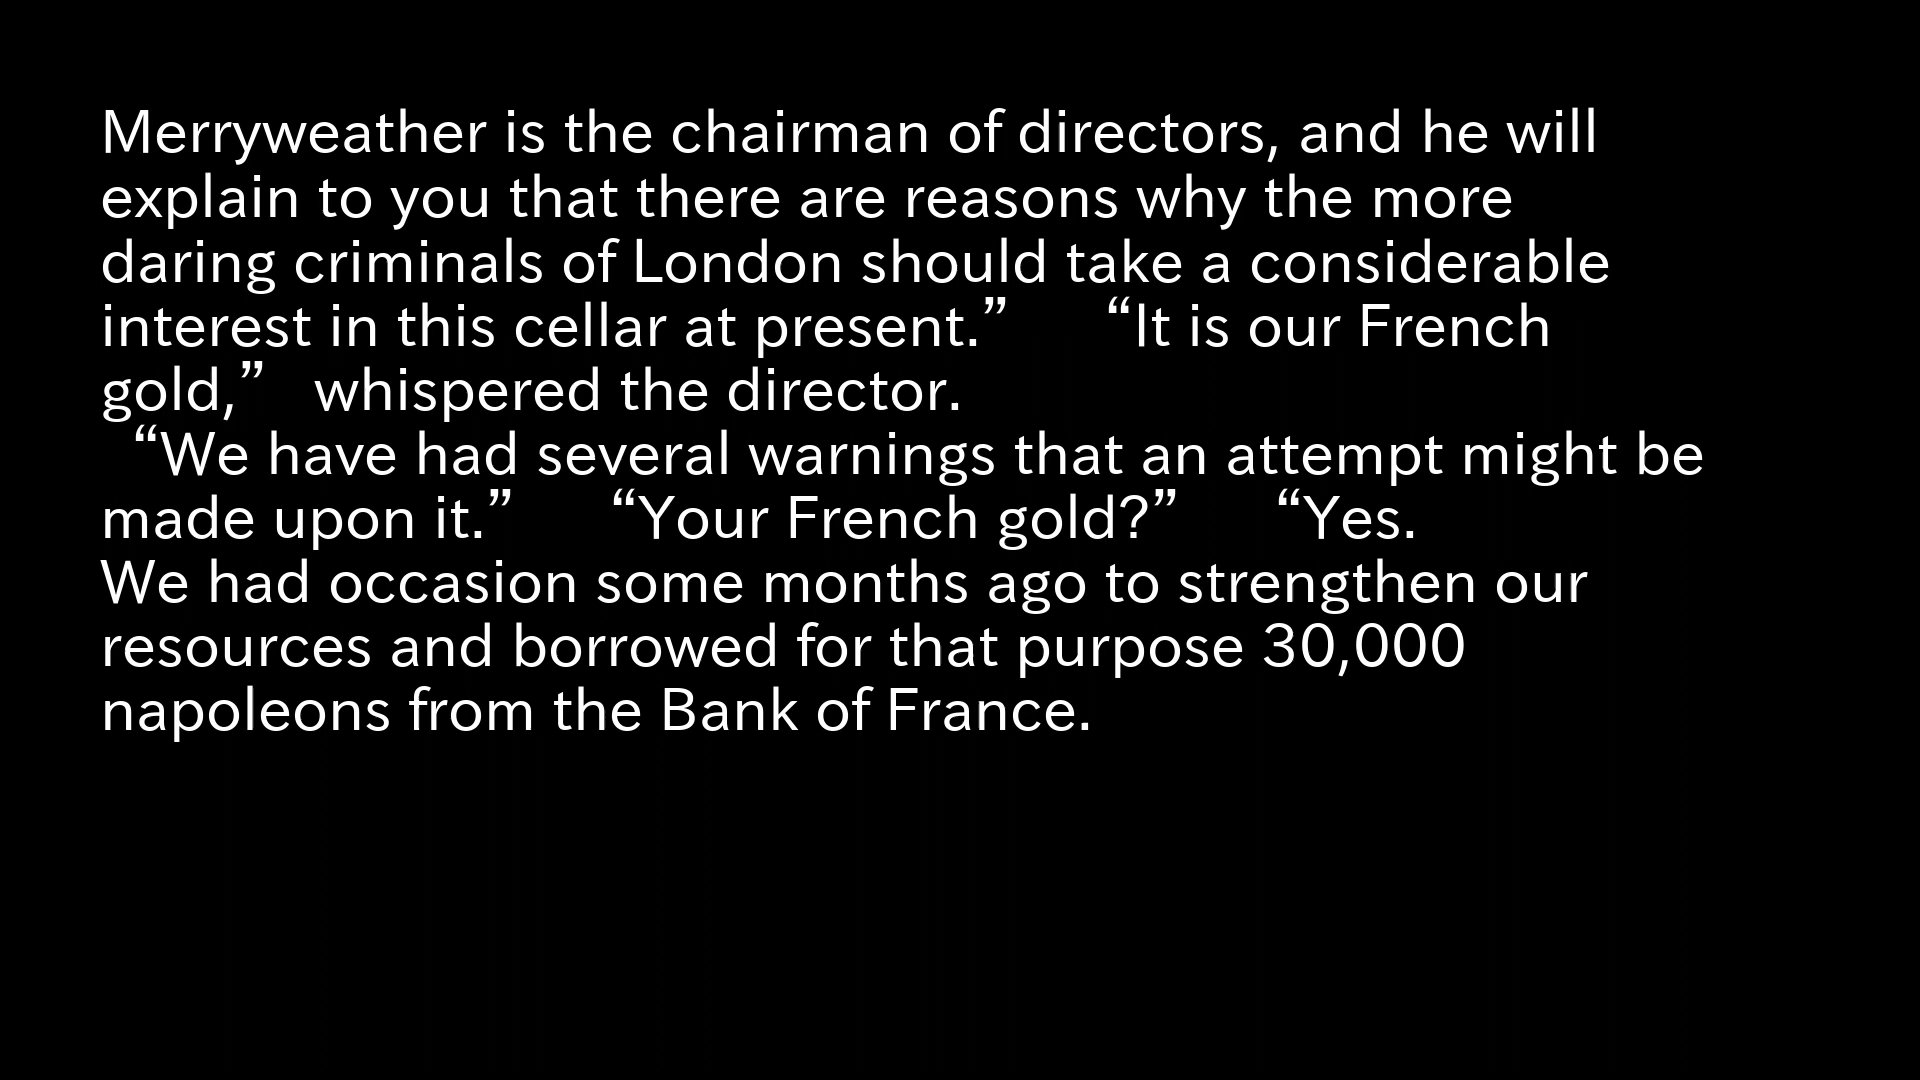 Merryweather is the chairman of directors, and he will
explain to you that there are reasons why the more
daring criminals of London should take a considerable
interest in this cellar at present.” “It is our French
gold,” whispered the director.
“We have had several warnings that an attempt might be
made upon it.” “Your French gold?” “Yes.
We had occasion some months ago to strengthen our
resources and borrowed for that purpose 30,000
napoleons from the Bank of France.